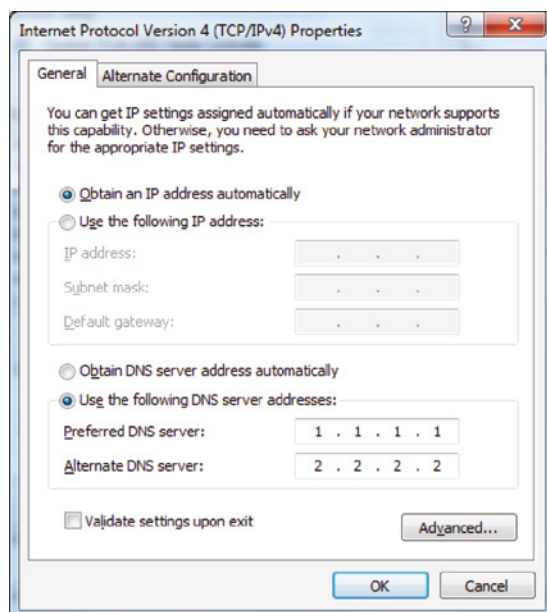 Internet Protocol Version 4 (TCP/IPv4) Properties
General
Alternate Configuration
You can get IP settings assigned automatically if your network supports
this capability. Otherwise, you need to ask your network administrator
for the appropriate IP settings.
Obtain an IP address automatically
Use the following IP address:
IP address: . . .
Subnet mask: . . .
Default gateway: . . .
Obtain DNS server address automatically
Use the following DNS server addresses:
Preferred DNS server: 1 . 1 . 1 . 1
Alternate DNS server: 2 . 2 . 2 . 2
Validate settings upon exit
Advanced...
OK
Cancel